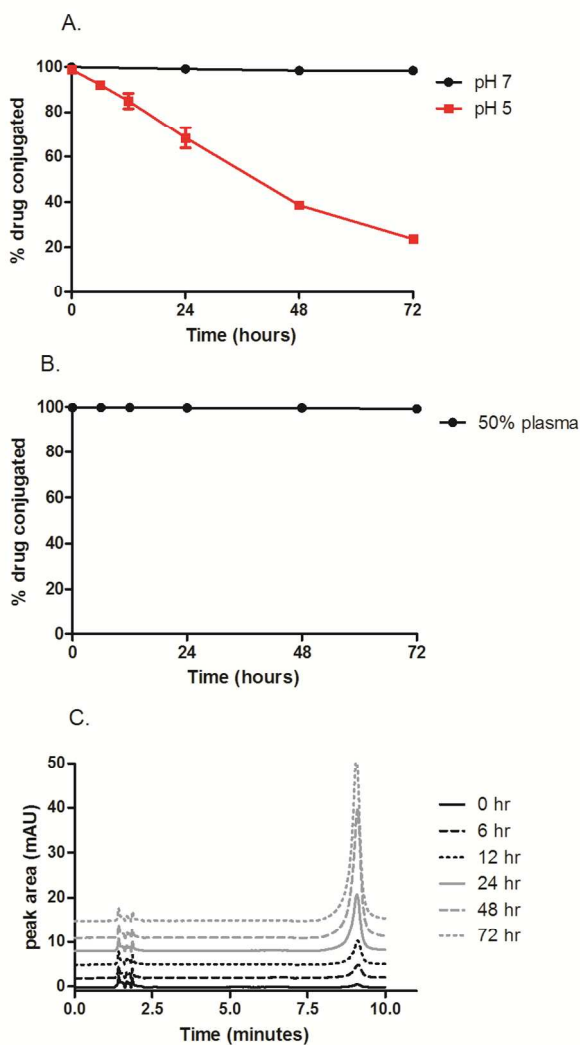 A.
100
80
60
40
20
0
% drug conjugated
0 24 48 72
Time (hours)
pH 7
pH 5
B.
100
80
60
40
20
0
% drug conjugated
0 24 48 72
Time (hours)
50% plasma
C.
50
40
30
20
10
0
peak area (mAU)
0.0 2.5 5.0 7.5 10.0
Time (minutes)
0 hr
6 hr
12 hr
24 hr
48 hr
72 hr